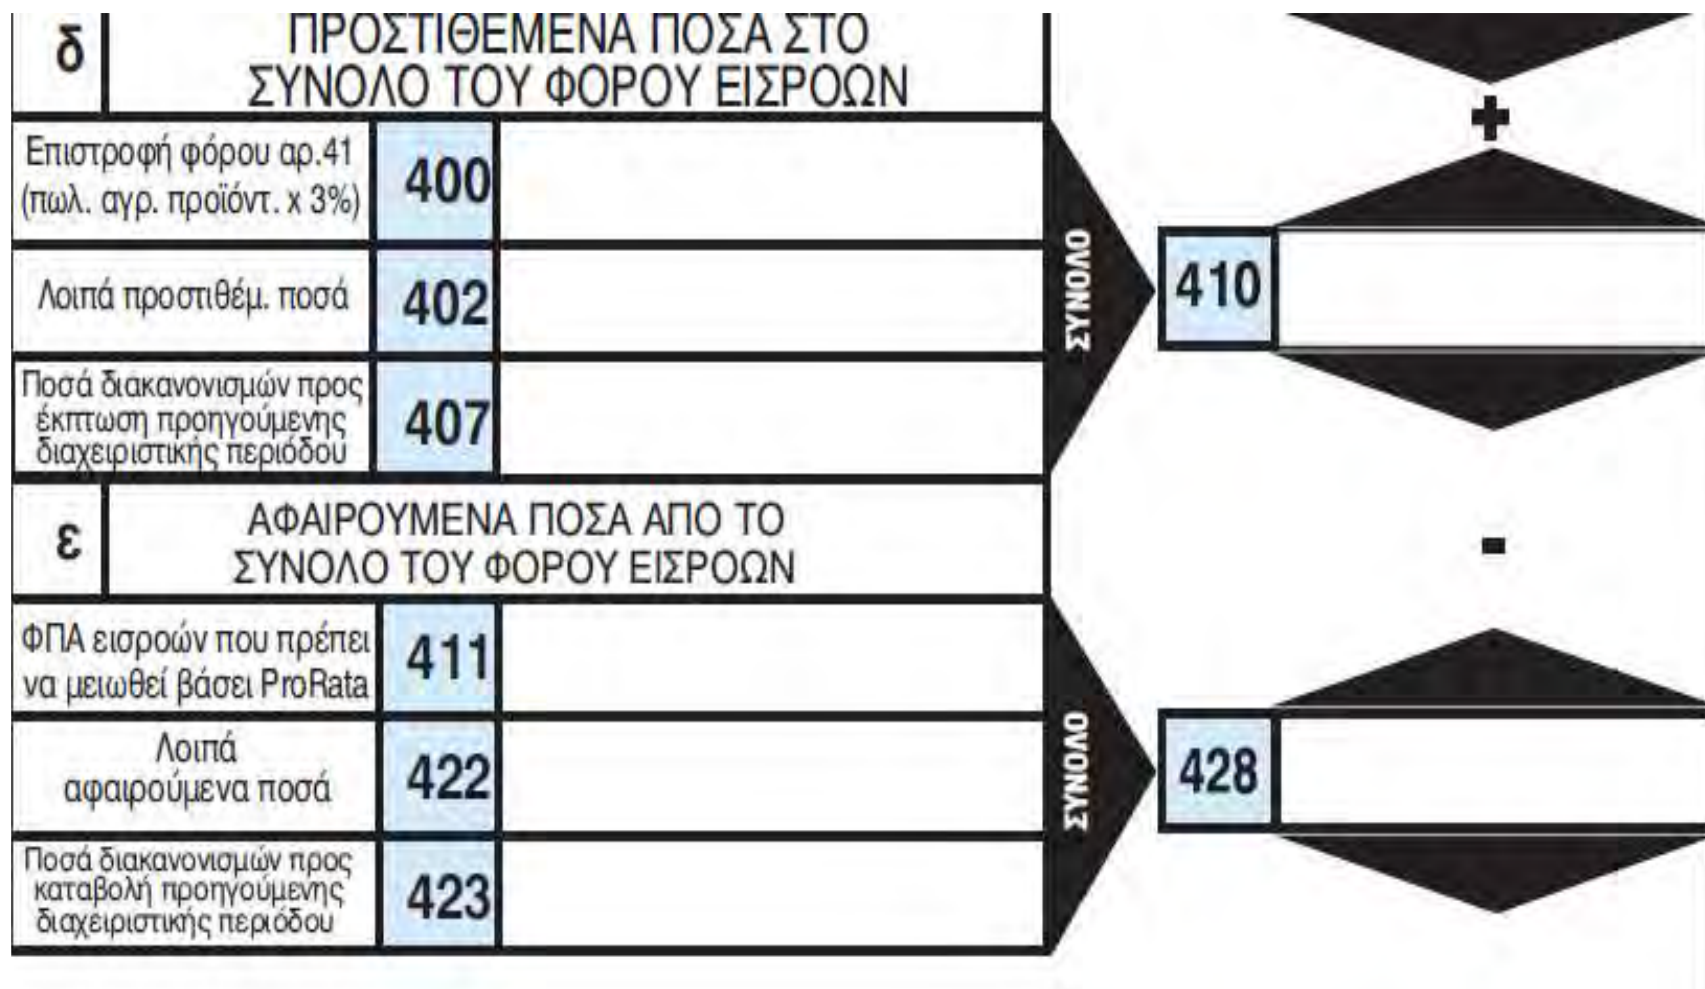 δ
ΠΡΟΣΤΙΘΕΜΕΝΑ ΠΟΣΑ ΣΤΟ
ΣΥΝΟΛΟ ΤΟΥ ΦΟΡΟΥ ΕΙΣΡΟΩΝ
Επιστροφή φόρου αρ.41
(πωλ. αγρ. προϊόντ. x 3%)
400
Λοιπά προστιθέμ. ποσά
402
Ποσά διακανονισμών προς
έκπτωση προηγούμενης
διαχειριστικής περιόδου
407
ΣΥΝΟΛΟ
+
410
ε
ΑΦΑΙΡΟΥΜΕΝΑ ΠΟΣΑ ΑΠΟ ΤΟ
ΣΥΝΟΛΟ ΤΟΥ ΦΟΡΟΥ ΕΙΣΡΟΩΝ
-
ΦΠΑ εισροών που πρέπει
να μειωθεί βάσει ProRata
411
Λοιπά
αφαιρούμενα ποσά
422
Ποσά διακανονισμών προς
καταβολή προηγούμενης
διαχειριστικής περιόδου
423
ΣΥΝΟΛΟ
428